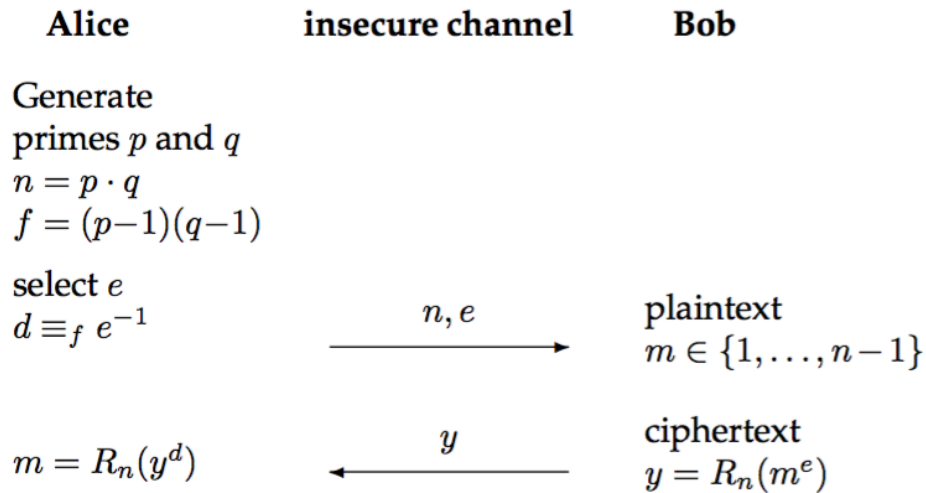 Alice insecure channel Bob
Generate
primes p and q
n = p · q
f = (p−1)(q−1)
select e
d ≡_f e^{−1}
n, e
plaintext
m ∈ {1, . . . , n − 1}
m = R_n(y^d)
y
ciphertext
y = R_n(m^e)